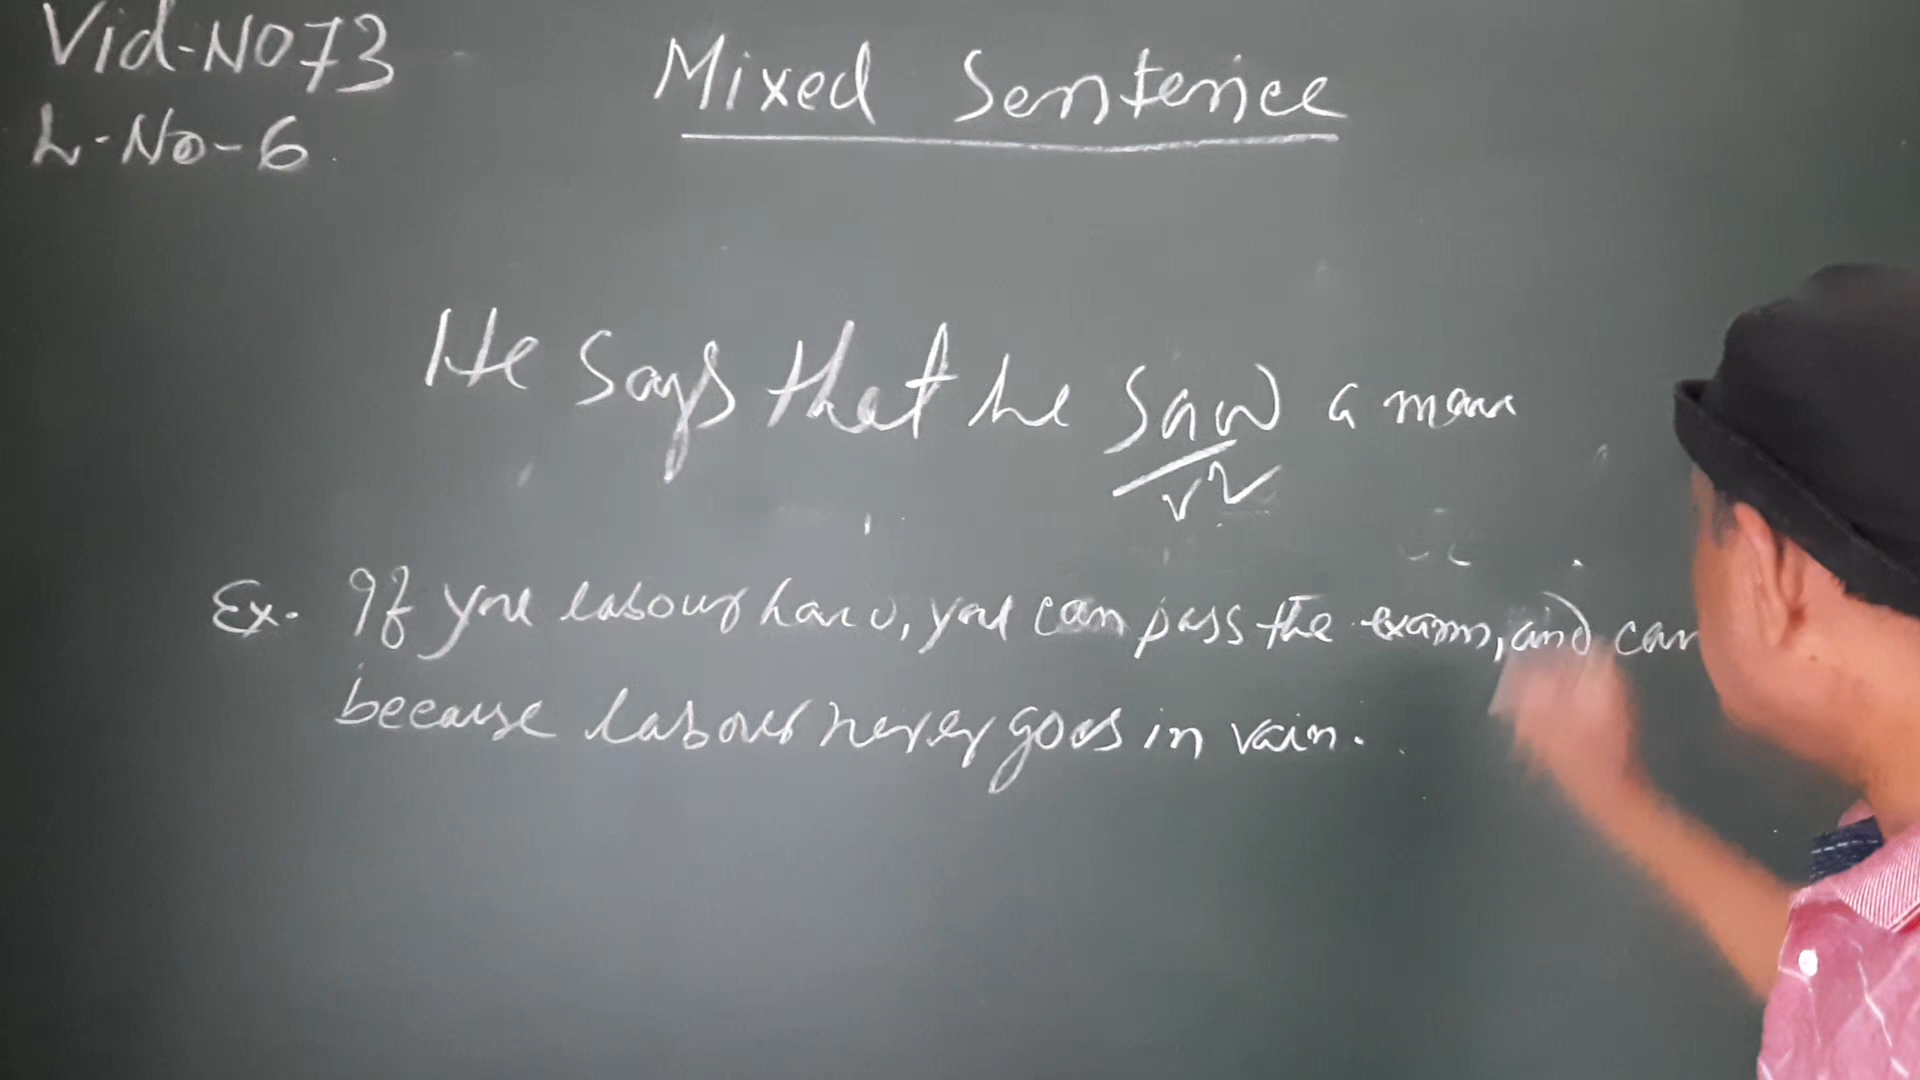 Vid-NO73
L-No-6
Mixed Sentence
He says that he saw a man
v2
Ex. If you labour hard, you can pass the exam, and can
because labour never goes in vain.